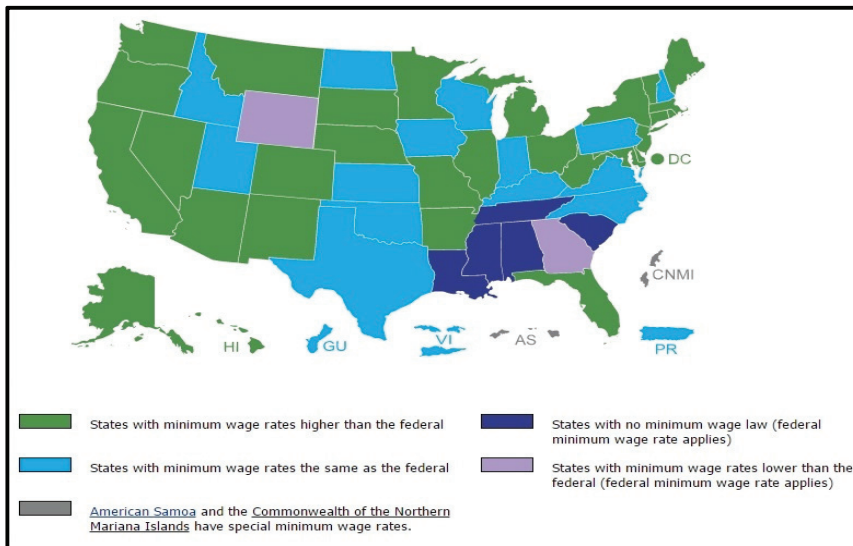 DC
CNMI
HI
GU
VI
AS
PR
States with minimum wage rates higher than the federal
States with no minimum wage law (federal
minimum wage rate applies)
States with minimum wage rates the same as the federal
States with minimum wage rates lower than the
federal (federal minimum wage rate applies)
American Samoa and the Commonwealth of the Northern
Mariana Islands have special minimum wage rates.